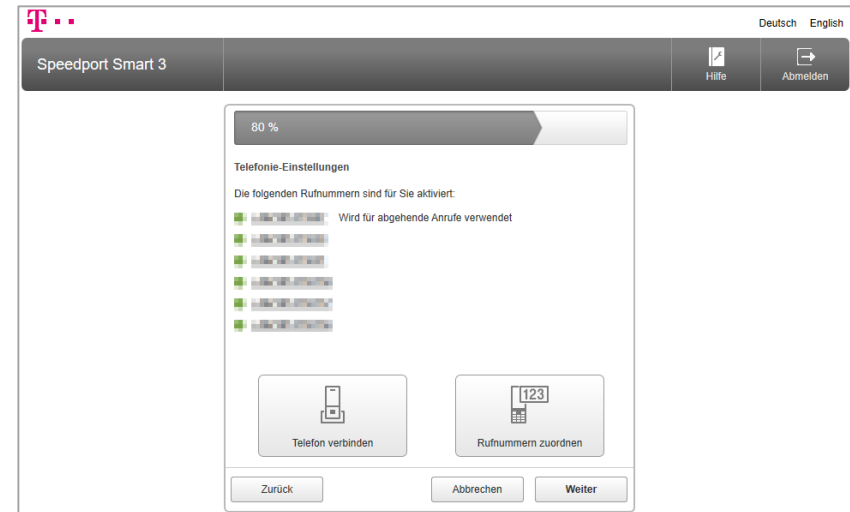 T
Deutsch English
Speedport Smart 3
Hilfe
Abmelden
80 %
Telefonie-Einstellungen
Die folgenden Rufnummern sind für Sie aktiviert:
Wird für abgehende Anrufe verwendet
123
Telefon verbinden
Rufnummern zuordnen
Zurück
Abbrechen
Weiter